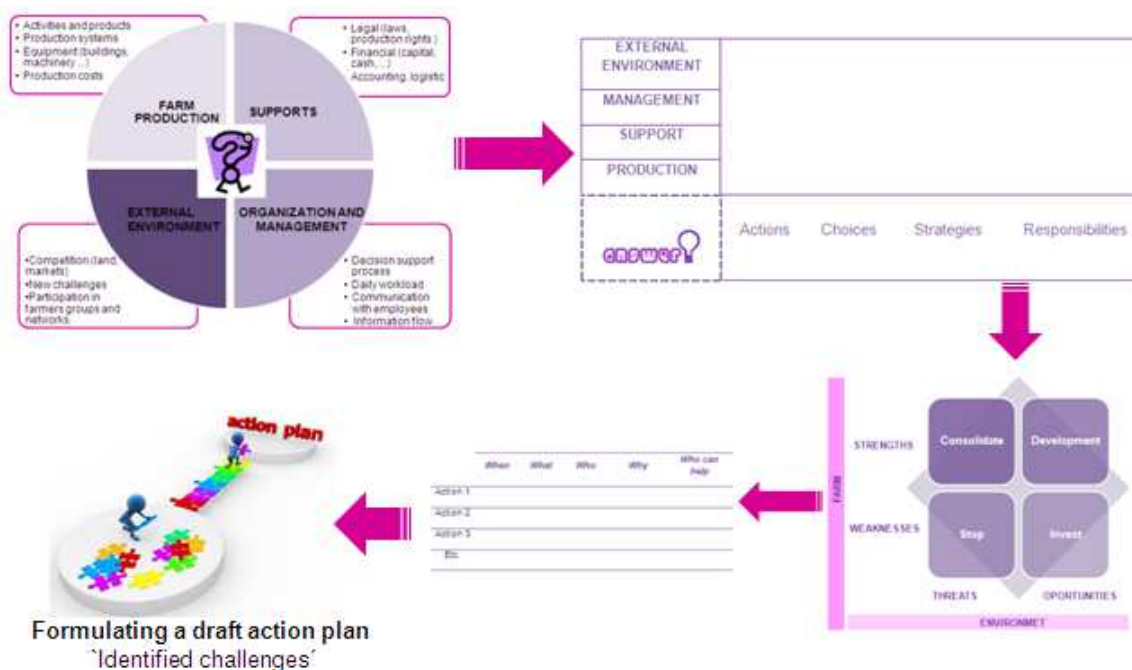 • Activities and products
• Production systems
• Equipment (buildings,
machinery ...)
• Production costs
• Legal (laws,
production rights )
• Financial (capital,
cash, ...)
Accounting, logistic
FARM
PRODUCTION
SUPPORTS
EXTERNAL
ENVIRONMENT
ORGANIZATION AND
MANAGEMENT
•Competition (land,
markets)
•New challenges
•Participation in
farmers groups and
networks.
• Decision support
process
• Daily workload
• Communication
with employees
• Information flow
EXTERNAL
ENVIRONMENT
MANAGEMENT
SUPPORT
PRODUCTION
answer
Actions Choices Strategies Responsibilities
FARM
STRENGTHS
WEAKNESSES
Consolidate Development
Stop Invest
THREATS OPORTUNITIES
ENVIRONMET
When What Who Why Who can
help
Action 1
Action 2
Action 3
Etc.
action plan
Formulating a draft action plan
`Identified challenges´